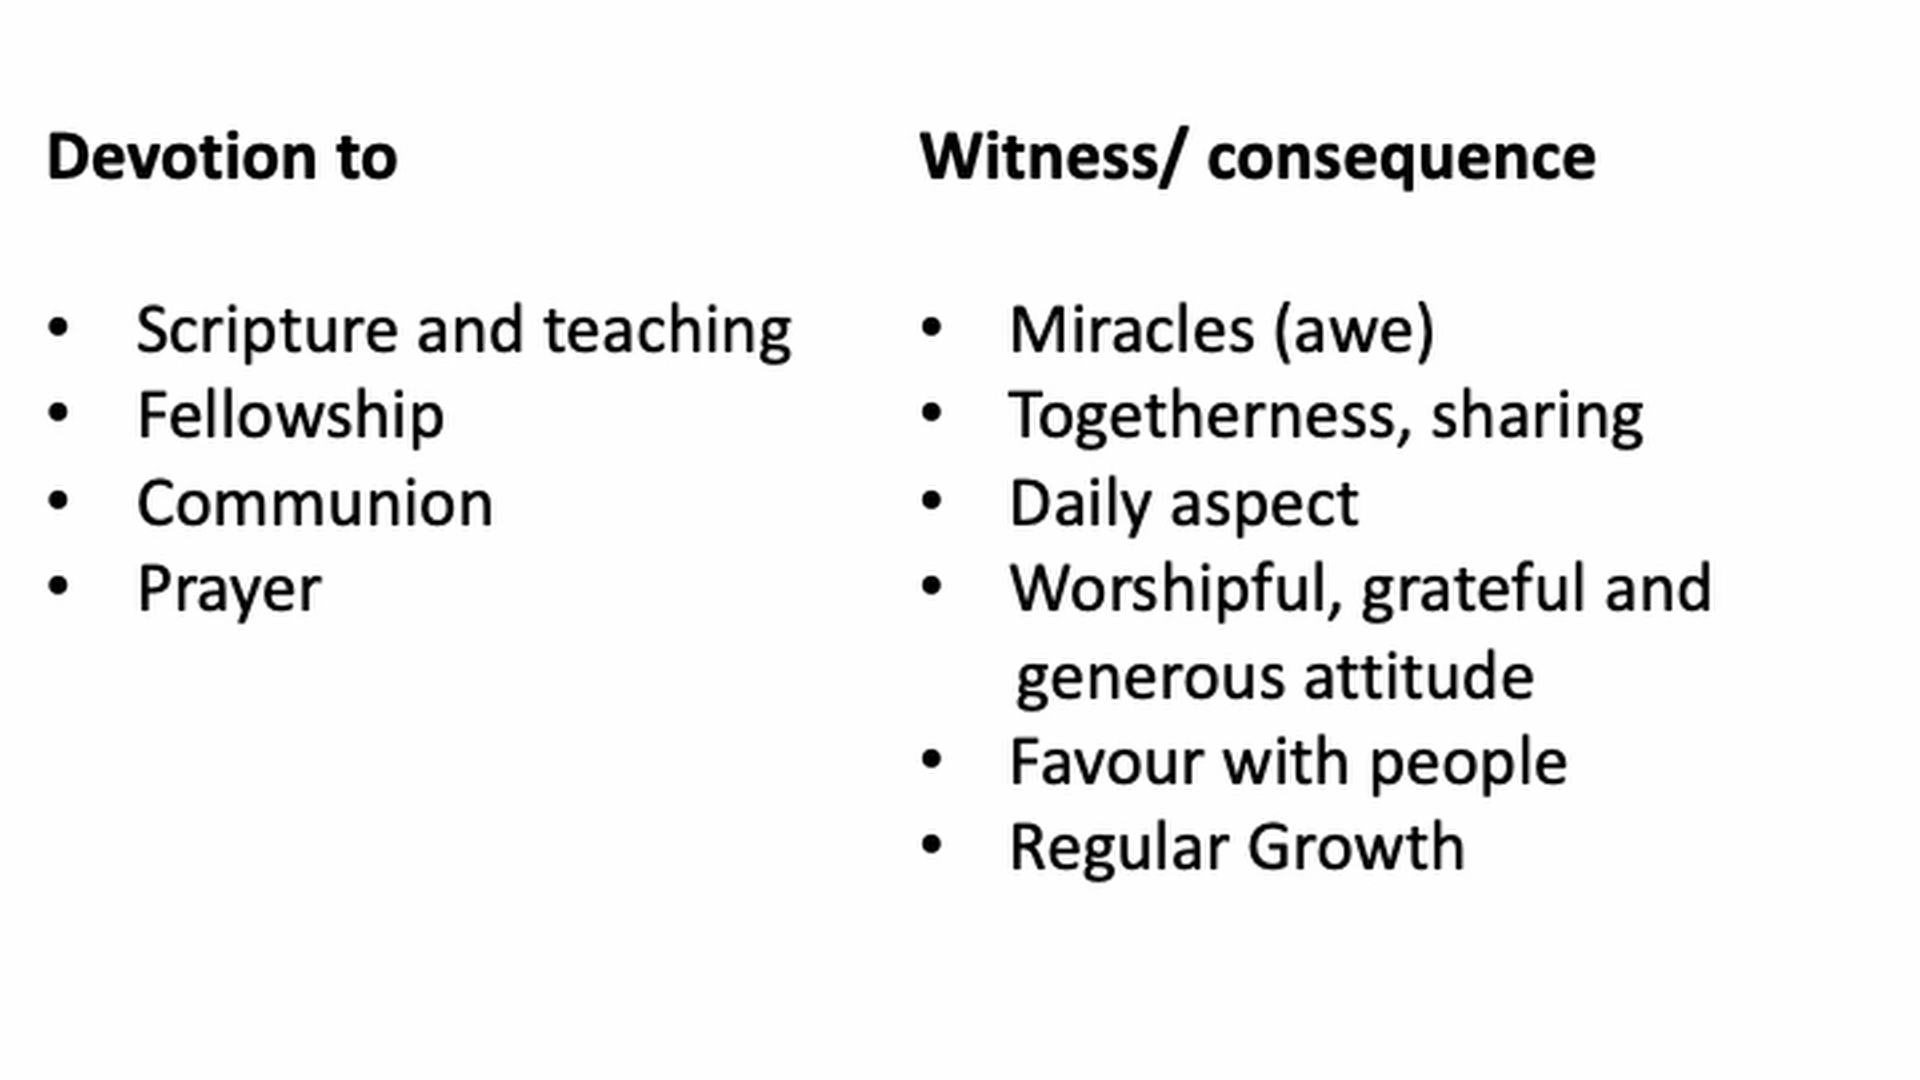 Devotion to
• Scripture and teaching
• Fellowship
• Communion
• Prayer
Witness/ consequence
• Miracles (awe)
• Togetherness, sharing
• Daily aspect
• Worshipful, grateful and
generous attitude
• Favour with people
• Regular Growth